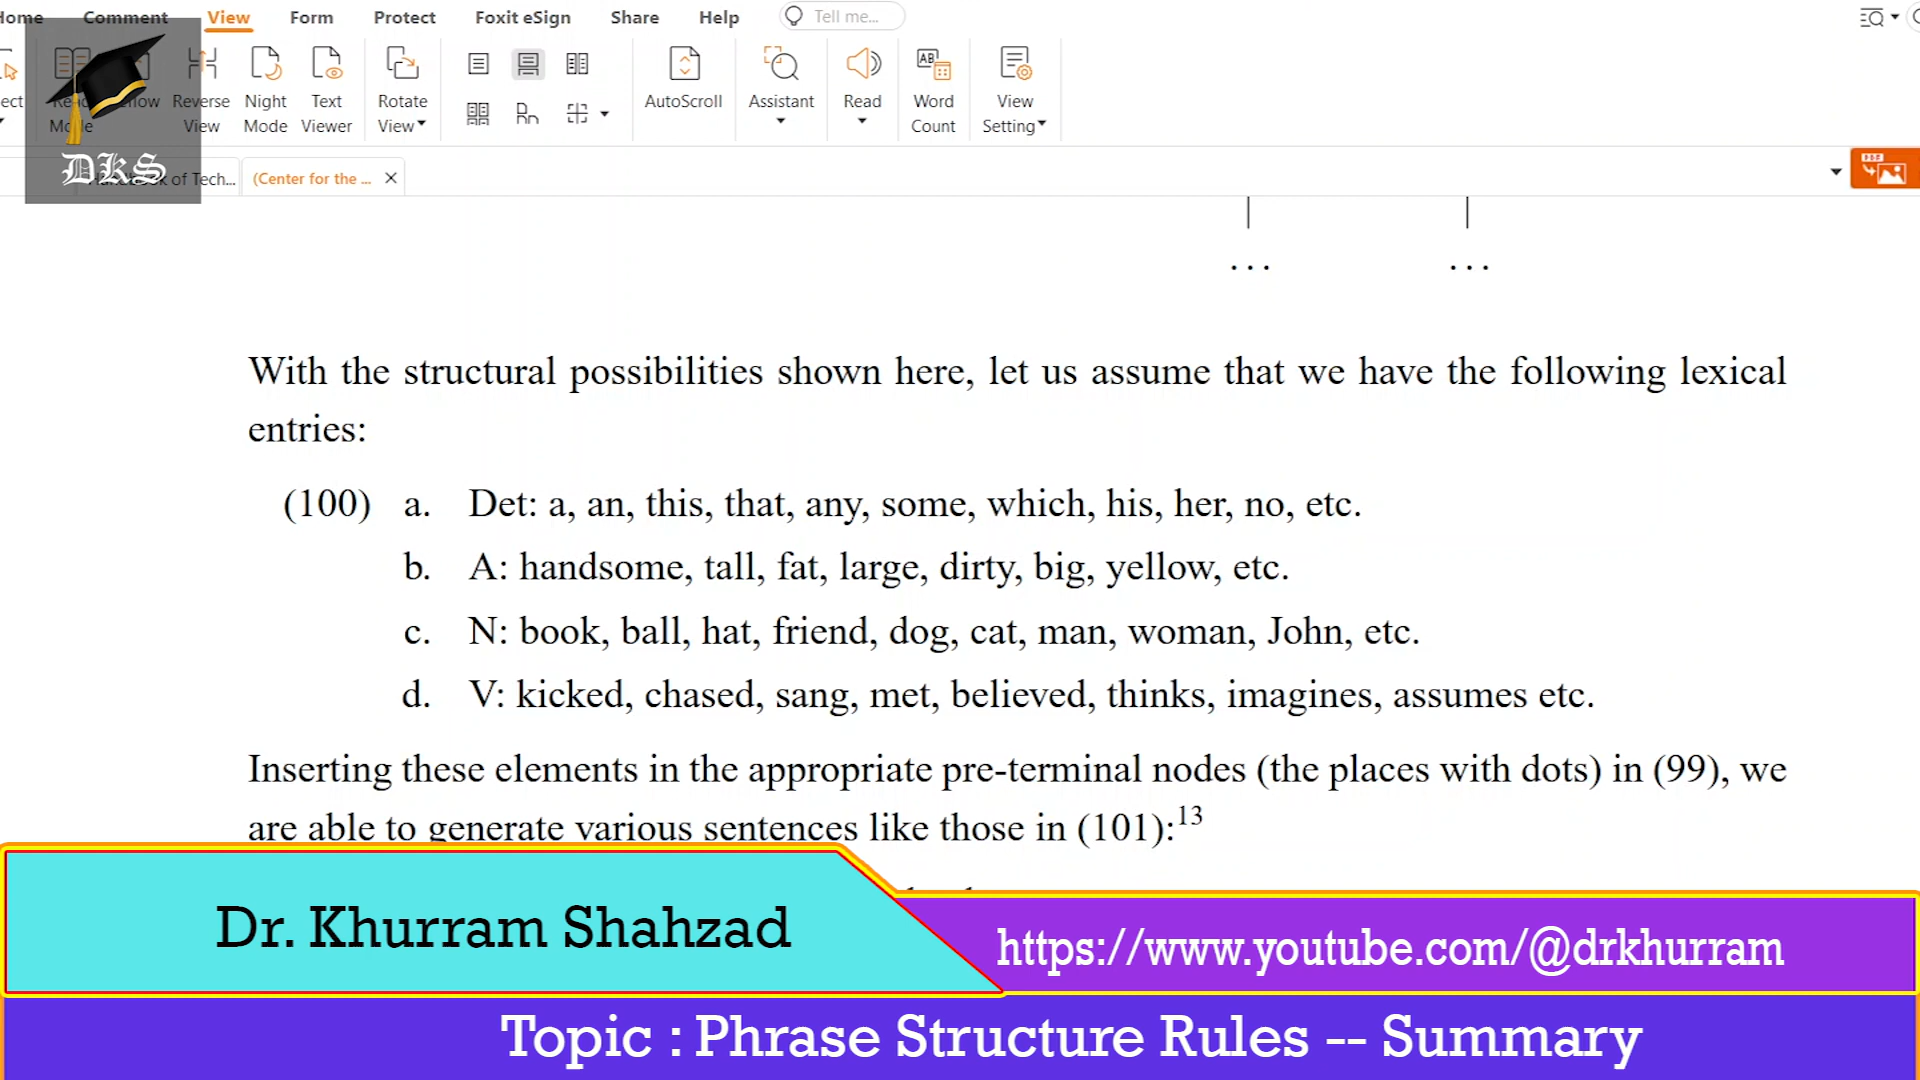 Home Comment View Form Protect Foxit eSign Share Help Tell me...
Reverse View Night Mode Text Viewer Rotate View AutoScroll Assistant Read Word Count View Setting
DKS
Handbook of Tech... (Center for the ...
... ...
With the structural possibilities shown here, let us assume that we have the following lexical
entries:
(100) a. Det: a, an, this, that, any, some, which, his, her, no, etc.
b. A: handsome, tall, fat, large, dirty, big, yellow, etc.
c. N: book, ball, hat, friend, dog, cat, man, woman, John, etc.
d. V: kicked, chased, sang, met, believed, thinks, imagines, assumes etc.
Inserting these elements in the appropriate pre-terminal nodes (the places with dots) in (99), we
are able to generate various sentences like those in (101):13
Dr. Khurram Shahzad
https://www.youtube.com/@drkhurram
Topic : Phrase Structure Rules -- Summary